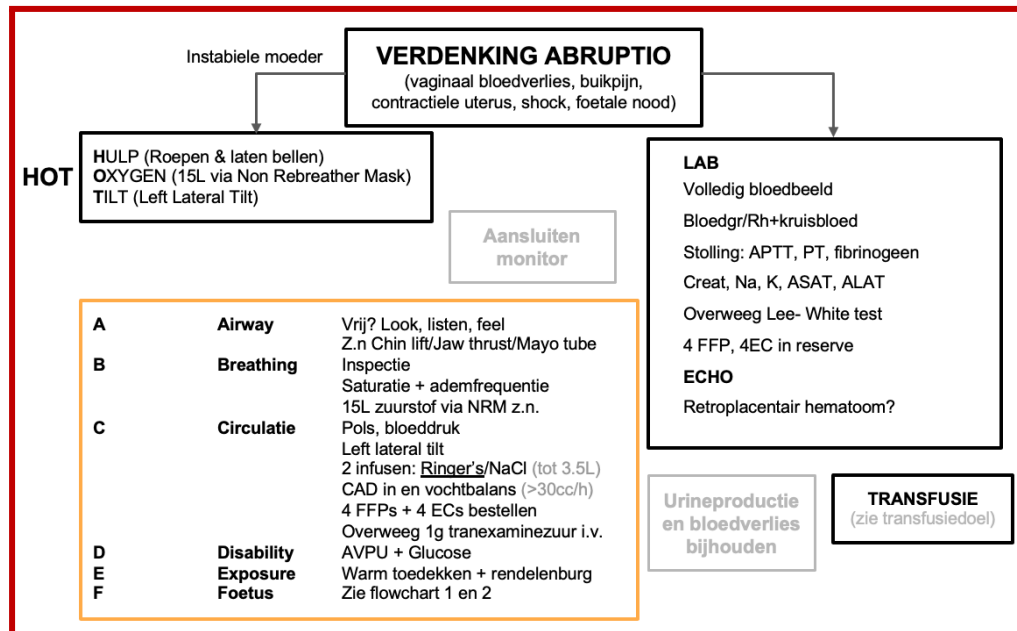 VERDENKING ABRUPTIO
(vaginaal bloedverlies, buikpijn,
contractiele uterus, shock, foetale nood)
Instabiele moeder
HOT
HULP (Roepen & laten bellen)
OXYGEN (15L via Non Rebreather Mask)
TILT (Left Lateral Tilt)
Aansluiten
monitor
LAB
Volledig bloedbeeld
Bloedgr/Rh+kruisbloed
Stolling: APTT, PT, fibrinogeen
Creat, Na, K, ASAT, ALAT
Overweeg Lee- White test
4 FFP, 4EC in reserve
ECHO
Retroplacentair hematoom?
A Airway Vrij? Look, listen, feel
Z.n Chin lift/Jaw thrust/Mayo tube
B Breathing Inspectie
Saturatie + ademfrequentie
15L zuurstof via NRM z.n.
C Circulatie Pols, bloeddruk
Left lateral tilt
2 infusen: Ringer's/NaCl (tot 3.5L)
CAD in en vochtbalans (>30cc/h)
4 FFPs + 4 ECs bestellen
Overweeg 1g tranexaminezuur i.v.
D Disability AVPU + Glucose
E Exposure Warm toedekken + rendelenburg
F Foetus Zie flowchart 1 en 2
Urineproductie
en bloedverlies
bijhouden
TRANSFUSIE
(zie transfusiedoel)